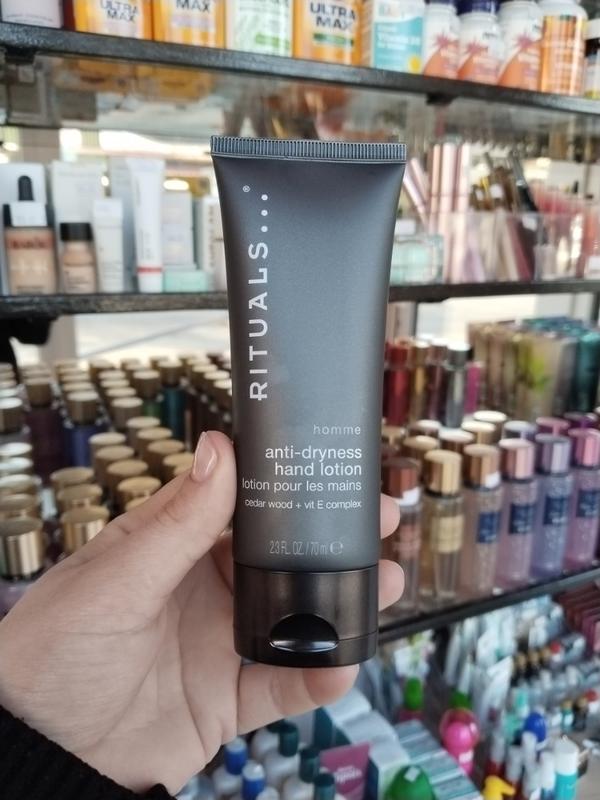 ULTRA
MAX
ULTRA
MAX
RITUALS...®
homme
anti-dryness
hand lotion
lotion pour les mains
cedar wood + vit E complex
2.3 FL. OZ. / 70 ml ℮